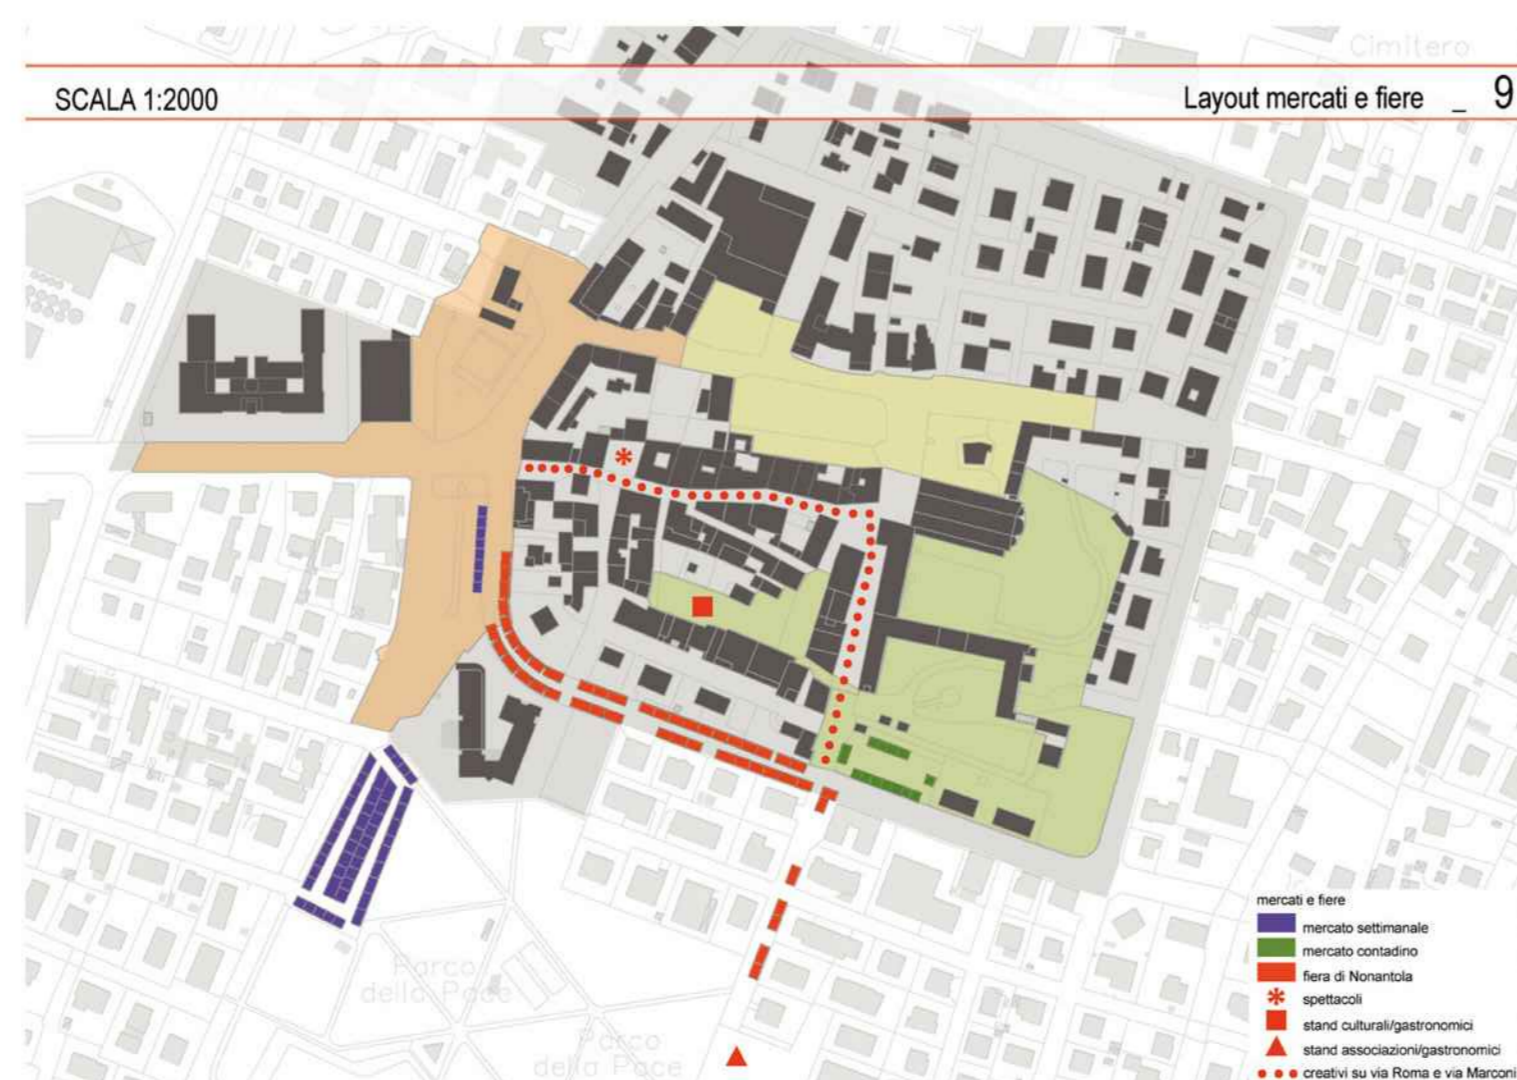 Cimitero
SCALA 1:2000
Layout mercati e fiere _ 9
Parco
della Pace
Parco
della Pace
mercati e fiere
mercato settimanale
mercato contadino
fiera di Nonantola
spettacoli
stand culturali/gastronomici
stand associazioni/gastronomici
creativi su via Roma e via Marconi